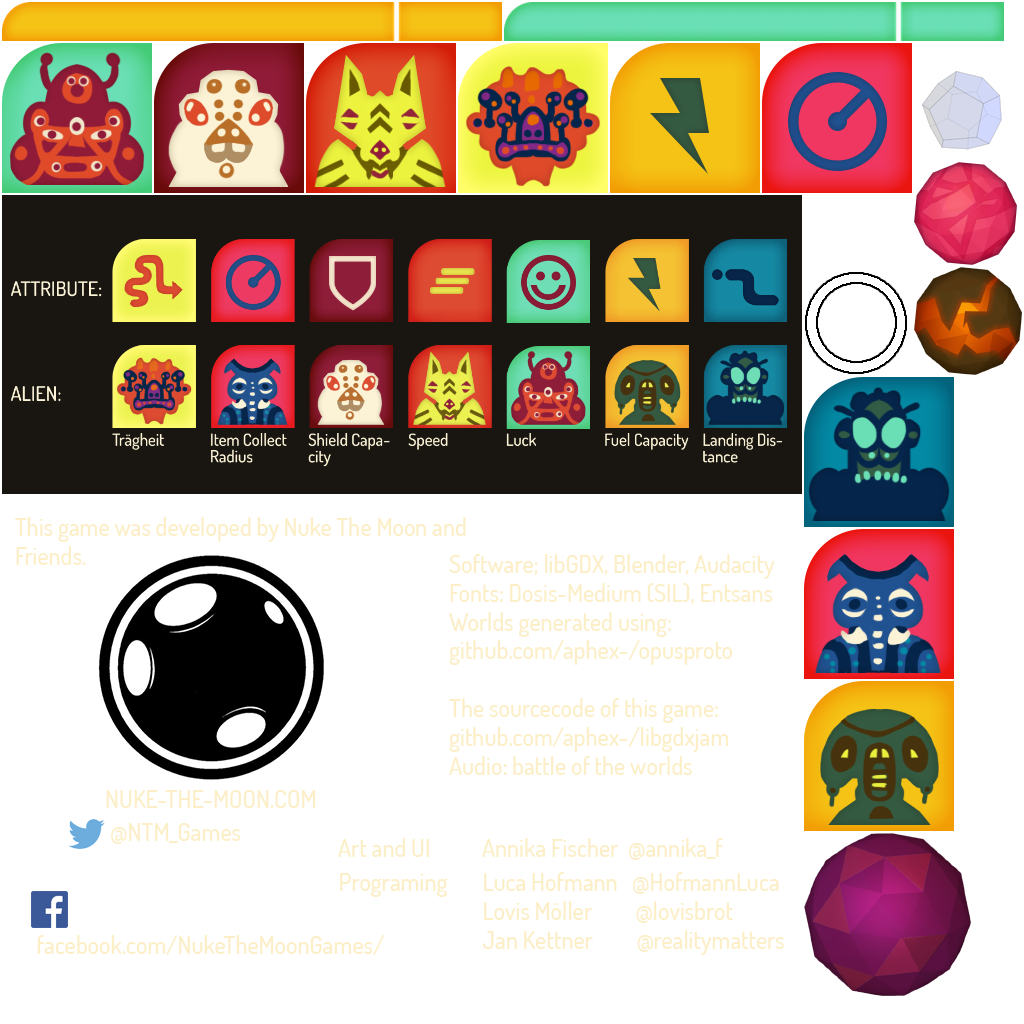 ATTRIBUTE:
ALIEN:
Trägheit
Item Collect
Radius
Shield Capa-
city
Speed
Luck
Fuel Capacity
Landing Dis-
tance
This game was developed by Nuke The Moon and
Friends.
Software; libGDX, Blender, Audacity
Fonts: Dosis-Medium (SIL), Entsans
Worlds generated using:
github.com/aphex-/opusproto
The sourcecode of this game:
github.com/aphex-/libgdxjam
Audio: battle of the worlds
NUKE-THE-MOON.COM
@NTM_Games
Art and UI Annika Fischer @annika_f
Programing Luca Hofmann @HofmannLuca
Lovis Möller @lovisbrot
Jan Kettner @realitymatters
facebook.com/NukeTheMoonGames/